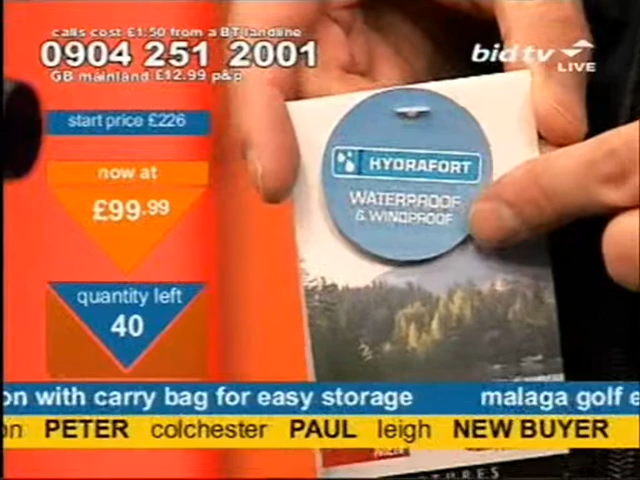 calls cost £1.50 from a BT landline
0904 251 2001
GB mainland £12.99 p&p
bid tv
LIVE
start price £226
now at
£99.99
quantity left
40
HYDRAFORT
WATERPROOF
& WINDPROOF
on with carry bag for easy storage malaga golf e
on PETER colchester PAUL leigh NEW BUYER